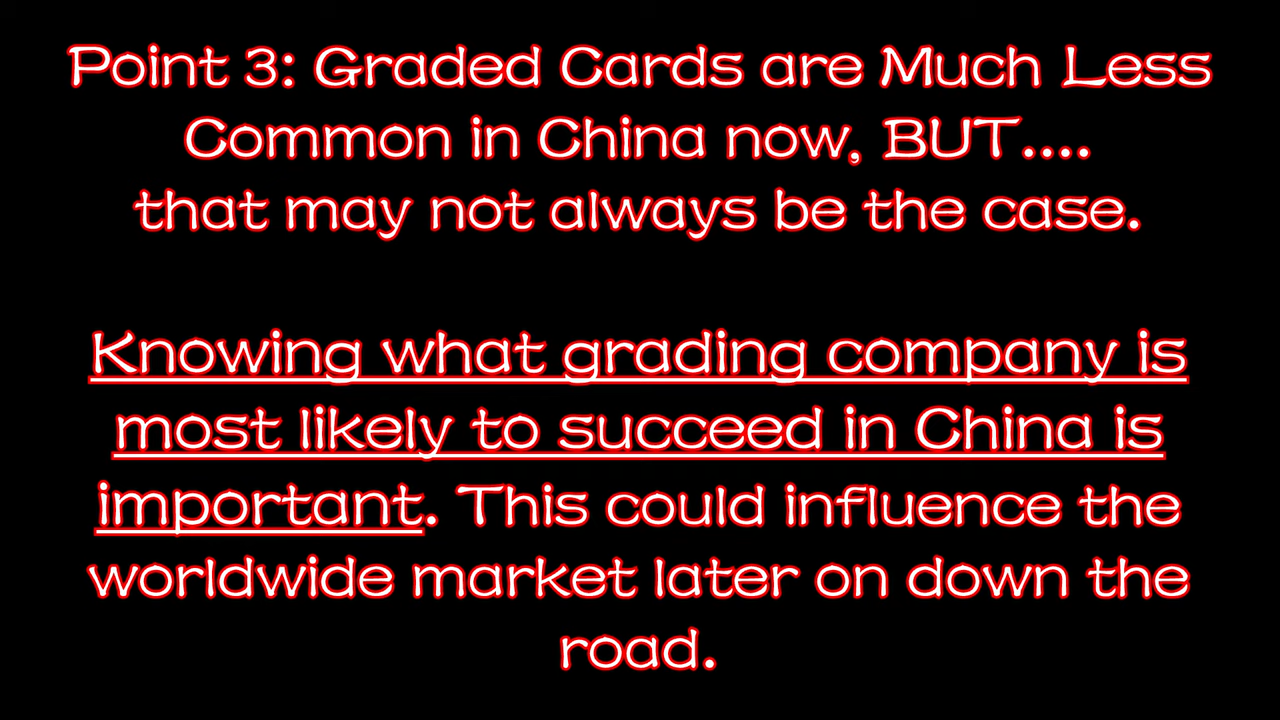 Point 3: Graded Cards are Much Less
Common in China now, BUT....
that may not always be the case.
Knowing what grading company is
most likely to succeed in China is
important. This could influence the
worldwide market later on down the
road.